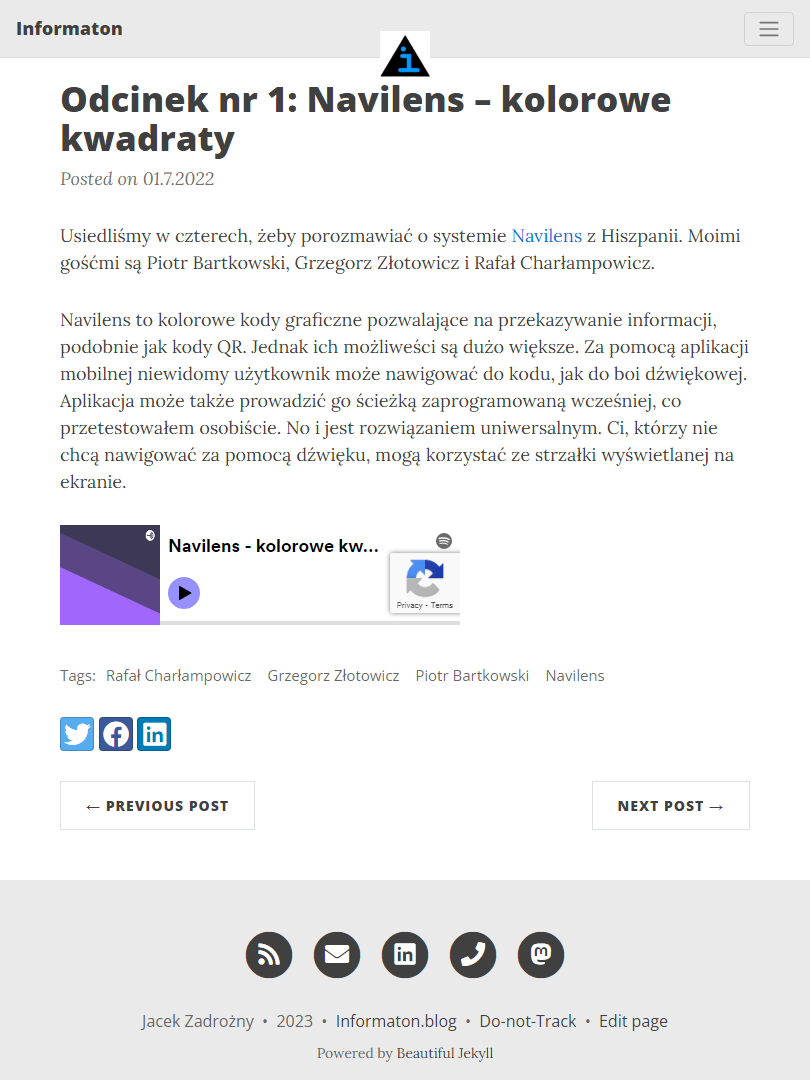 Informaton
i
Odcinek nr 1: Navilens – kolorowe
kwadraty
Posted on 01.7.2022
Usiedliśmy w czterech, żeby porozmawiać o systemie Navilens z Hiszpanii. Moimi
gośćmi są Piotr Bartkowski, Grzegorz Złotowicz i Rafał Charłampowicz.
Navilens to kolorowe kody graficzne pozwalające na przekazywanie informacji,
podobnie jak kody QR. Jednak ich możliweści są dużo większe. Za pomocą aplikacji
mobilnej niewidomy użytkownik może nawigować do kodu, jak do boi dźwiękowej.
Aplikacja może także prowadzić go ścieżką zaprogramowaną wcześniej, co
przetestowałem osobiście. No i jest rozwiązaniem uniwersalnym. Ci, którzy nie
chcą nawigować za pomocą dźwięku, mogą korzystać ze strzałki wyświetlanej na
ekranie.
Navilens - kolorowe kw...
Privacy - Terms
Tags: Rafał Charłampowicz Grzegorz Złotowicz Piotr Bartkowski Navilens
← PREVIOUS POST
NEXT POST →
Jacek Zadrożny • 2023 • Informaton.blog • Do-not-Track • Edit page
Powered by Beautiful Jekyll